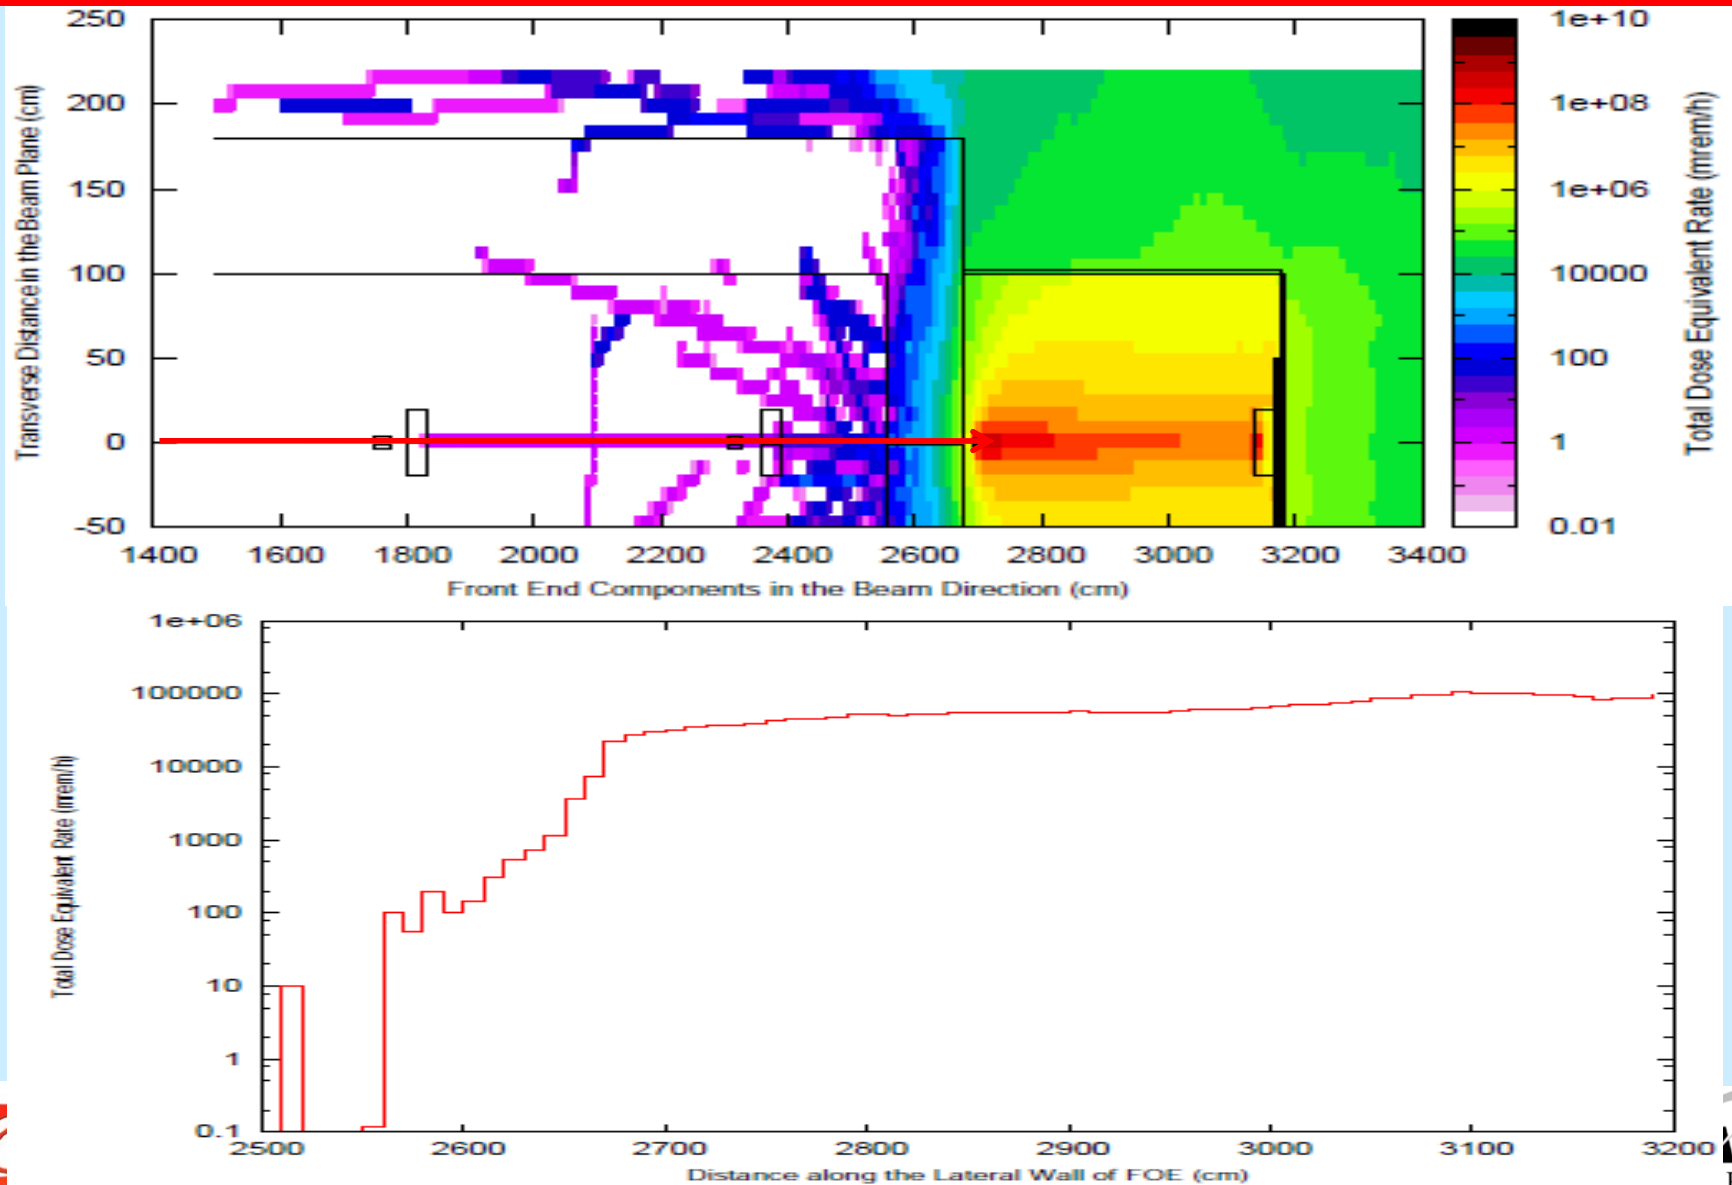 250
200
150
100
50
0
-50
1400 1600 1800 2000 2200 2400 2600 2800 3000 3200 3400
Transverse Distance in the Beam Plane (cm)
Front End Components in the Beam Direction (cm)
1e+10
1e+08
1e+06
10000
100
1
0.01
Total Dose Equivalent Rate (mrem/h)
1e+06
100000
10000
1000
100
10
1
0.1
2500 2600 2700 2800 2900 3000 3100 3200
Total Dose Equivalent Rate (mrem/h)
Distance along the Lateral Wall of FOE (cm)